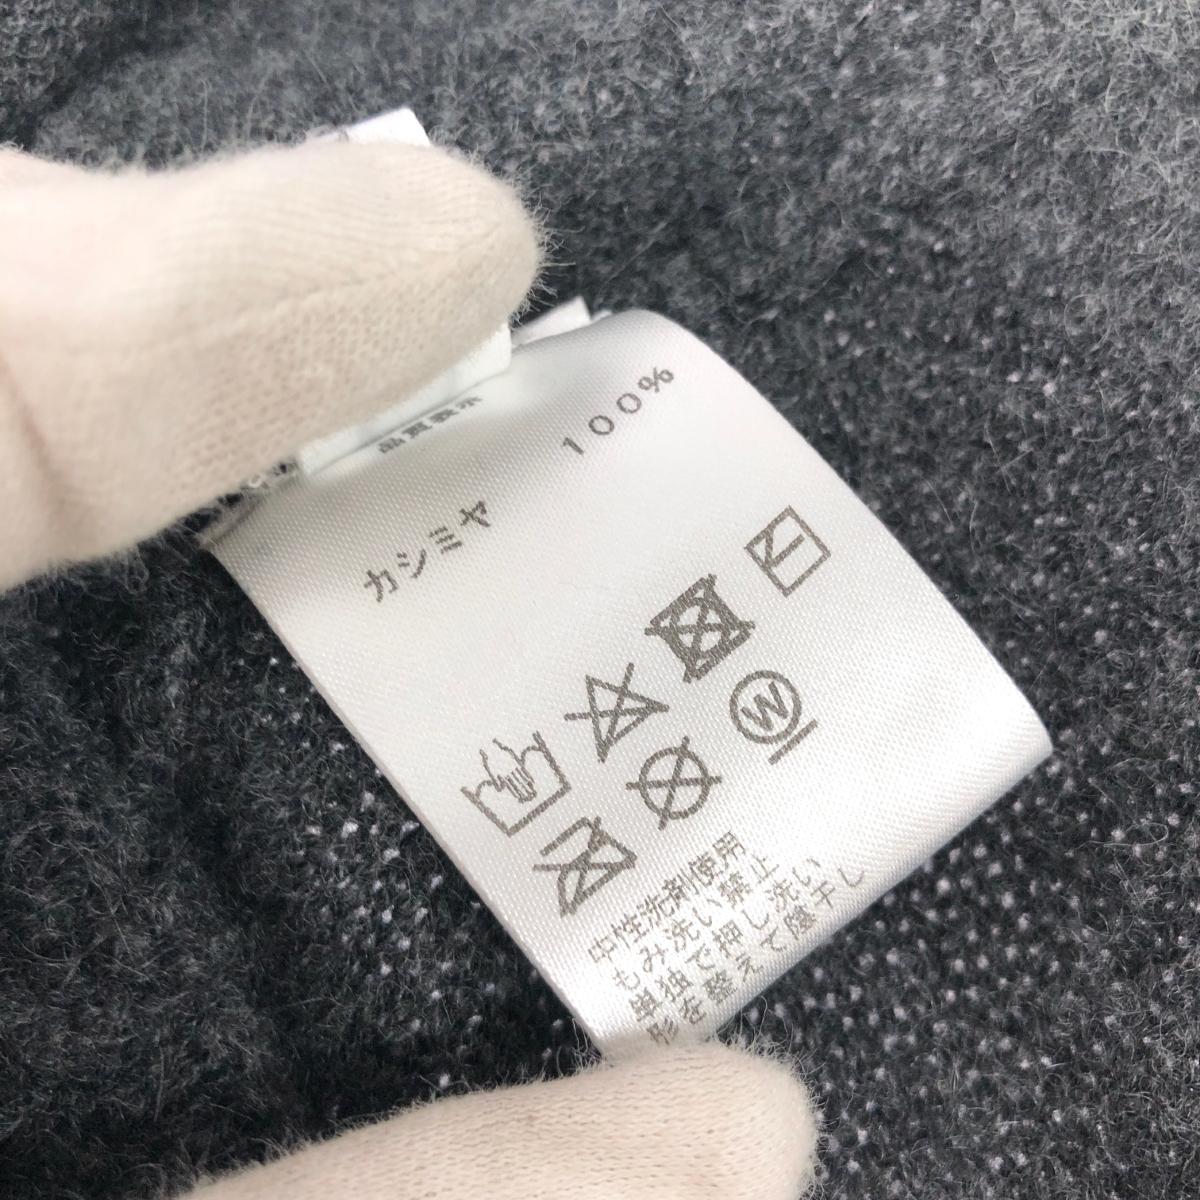 品質表示
カシミヤ 100%
W
中性洗剤使用
もみ洗い禁止
単独で押し洗い
形を整えて陰干し